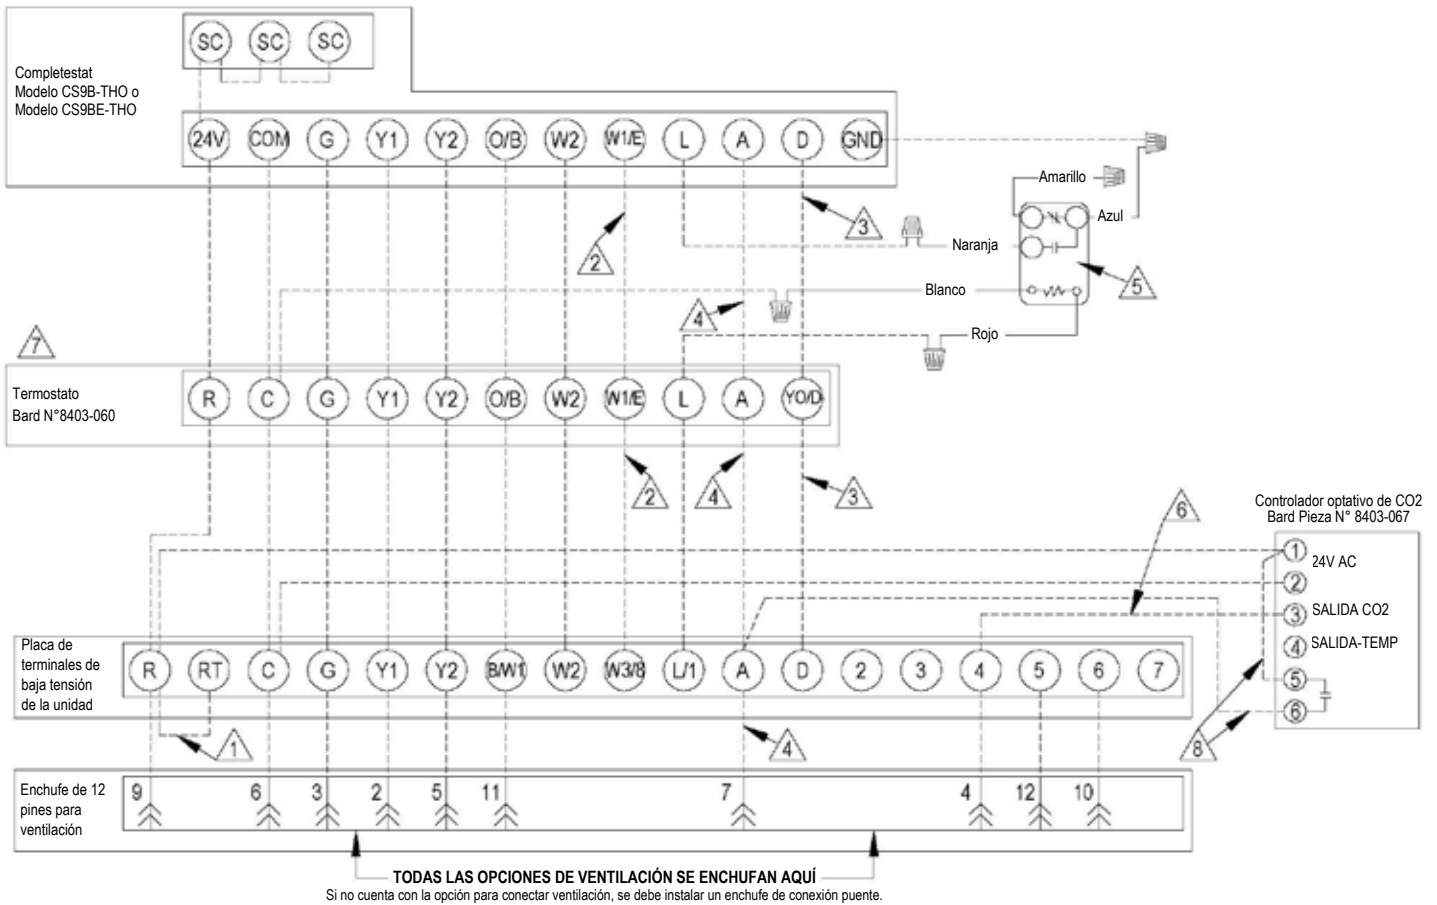 SC SC SC
Completestat
Modelo CS9B-THO o
Modelo CS9BE-THO
24V COM G Y1 Y2 O/B W2 W1/E L A D GND
Amarillo
Azul
3
2
Naranja
5
Blanco
4
Rojo
7
Termostato
Bard N°8403-060
R C G Y1 Y2 O/B W2 W1/E L A YO/D
2
4
3
6
Controlador optativo de CO2
Bard Pieza N° 8403-067
1
24V AC
2
3 SALIDA CO2
4 SALIDA-TEMP
5
6
8
Placa de
terminales de
baja tensión
de la unidad
R RT C G Y1 Y2 B/W1 W2 W3/8 L/1 A D 2 3 4 5 6 7
1
4
Enchufe de 12
pines para
ventilación
9 6 3 2 5 11 7 4 12 10
TODAS LAS OPCIONES DE VENTILACIÓN SE ENCHUFAN AQUÍ
Si no cuenta con la opción para conectar ventilación, se debe instalar un enchufe de conexión puente.